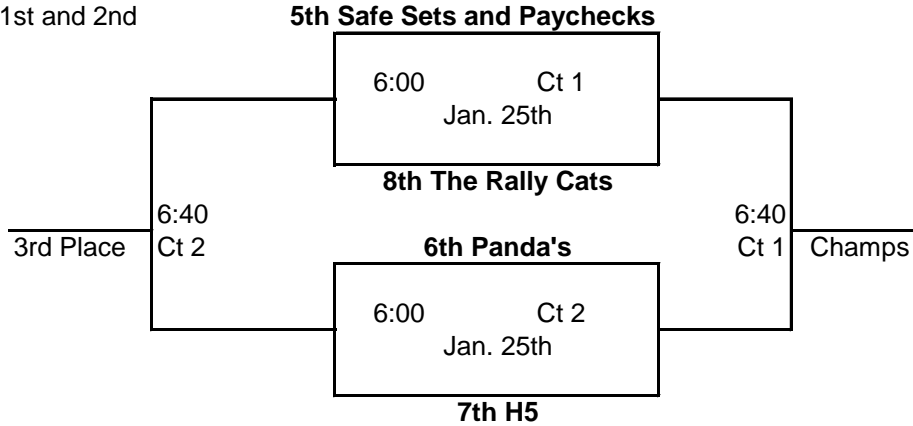 1st and 2nd
5th Safe Sets and Paychecks
6:00 Ct 1
Jan. 25th
8th The Rally Cats
6:40
Ct 2
3rd Place
6:40
Ct 1
Champs
6th Panda's
6:00 Ct 2
Jan. 25th
7th H5